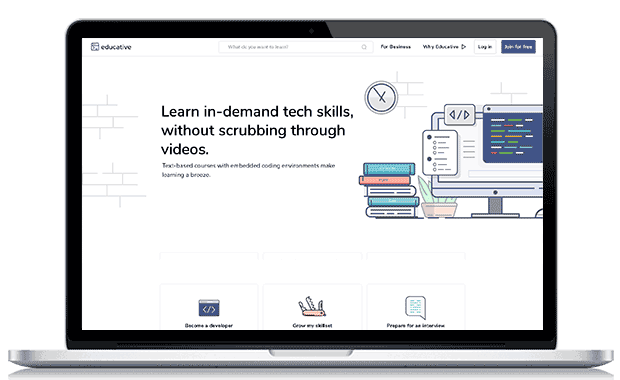 educative
What do you want to learn?
For Business
Why Educative
Log in
Join for free
Learn in-demand tech skills,
without scrubbing through
videos.
Text-based courses with embedded coding environments make
learning a breeze.
</>
</>
Become a developer
Grow my skillset
Prepare for an interview